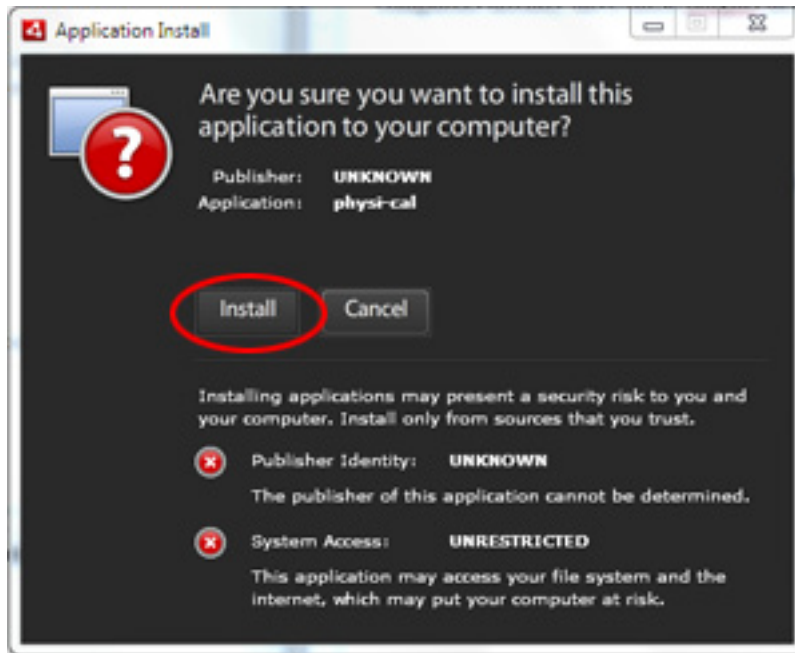 Application Install
Are you sure you want to install this
application to your computer?
Publisher: UNKNOWN
Application: physi-cal
Install Cancel
Installing applications may present a security risk to you and
your computer. Install only from sources that you trust.
Publisher Identity: UNKNOWN
The publisher of this application cannot be determined.
System Access: UNRESTRICTED
This application may access your file system and the
internet, which may put your computer at risk.